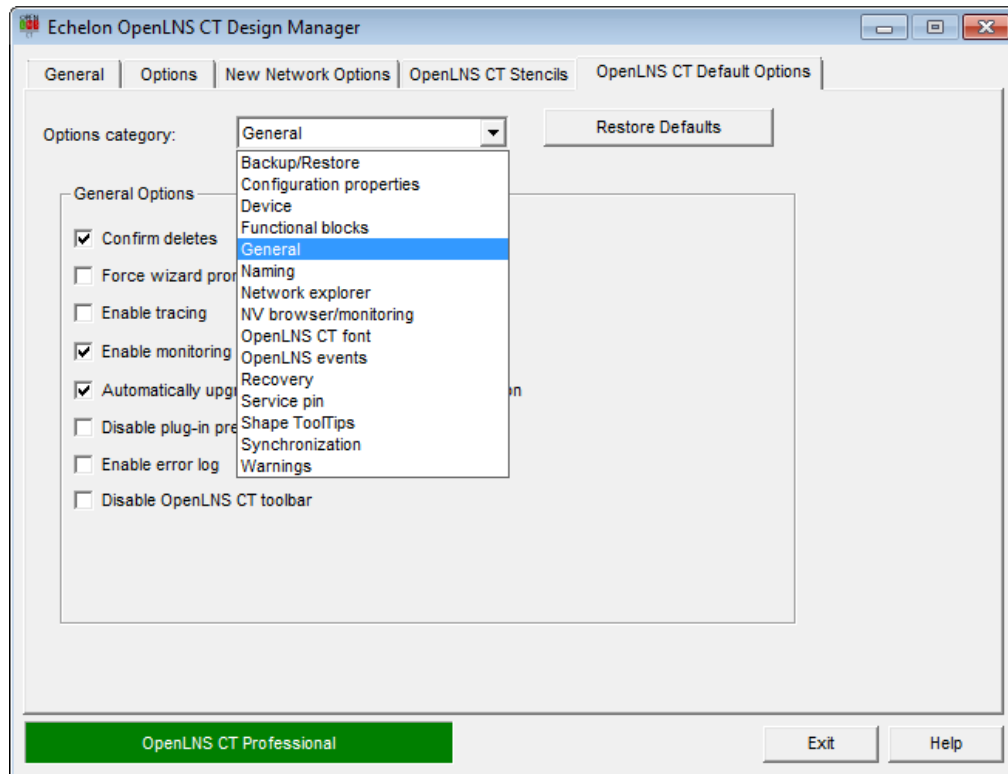 Echelon OpenLNS CT Design Manager
General Options New Network Options OpenLNS CT Stencils OpenLNS CT Default Options
Options category: General Restore Defaults
Backup/Restore
Configuration properties
Device
Functional blocks
General
Naming
Network explorer
NV browser/monitoring
OpenLNS CT font
OpenLNS events
Recovery
Service pin
Shape ToolTips
Synchronization
Warnings
General Options
Confirm deletes
Force wizard
Enable tracing
Enable monitoring
Automatically
Disable plug-in
Enable error log
Disable OpenLNS CT toolbar
OpenLNS CT Professional
Exit Help